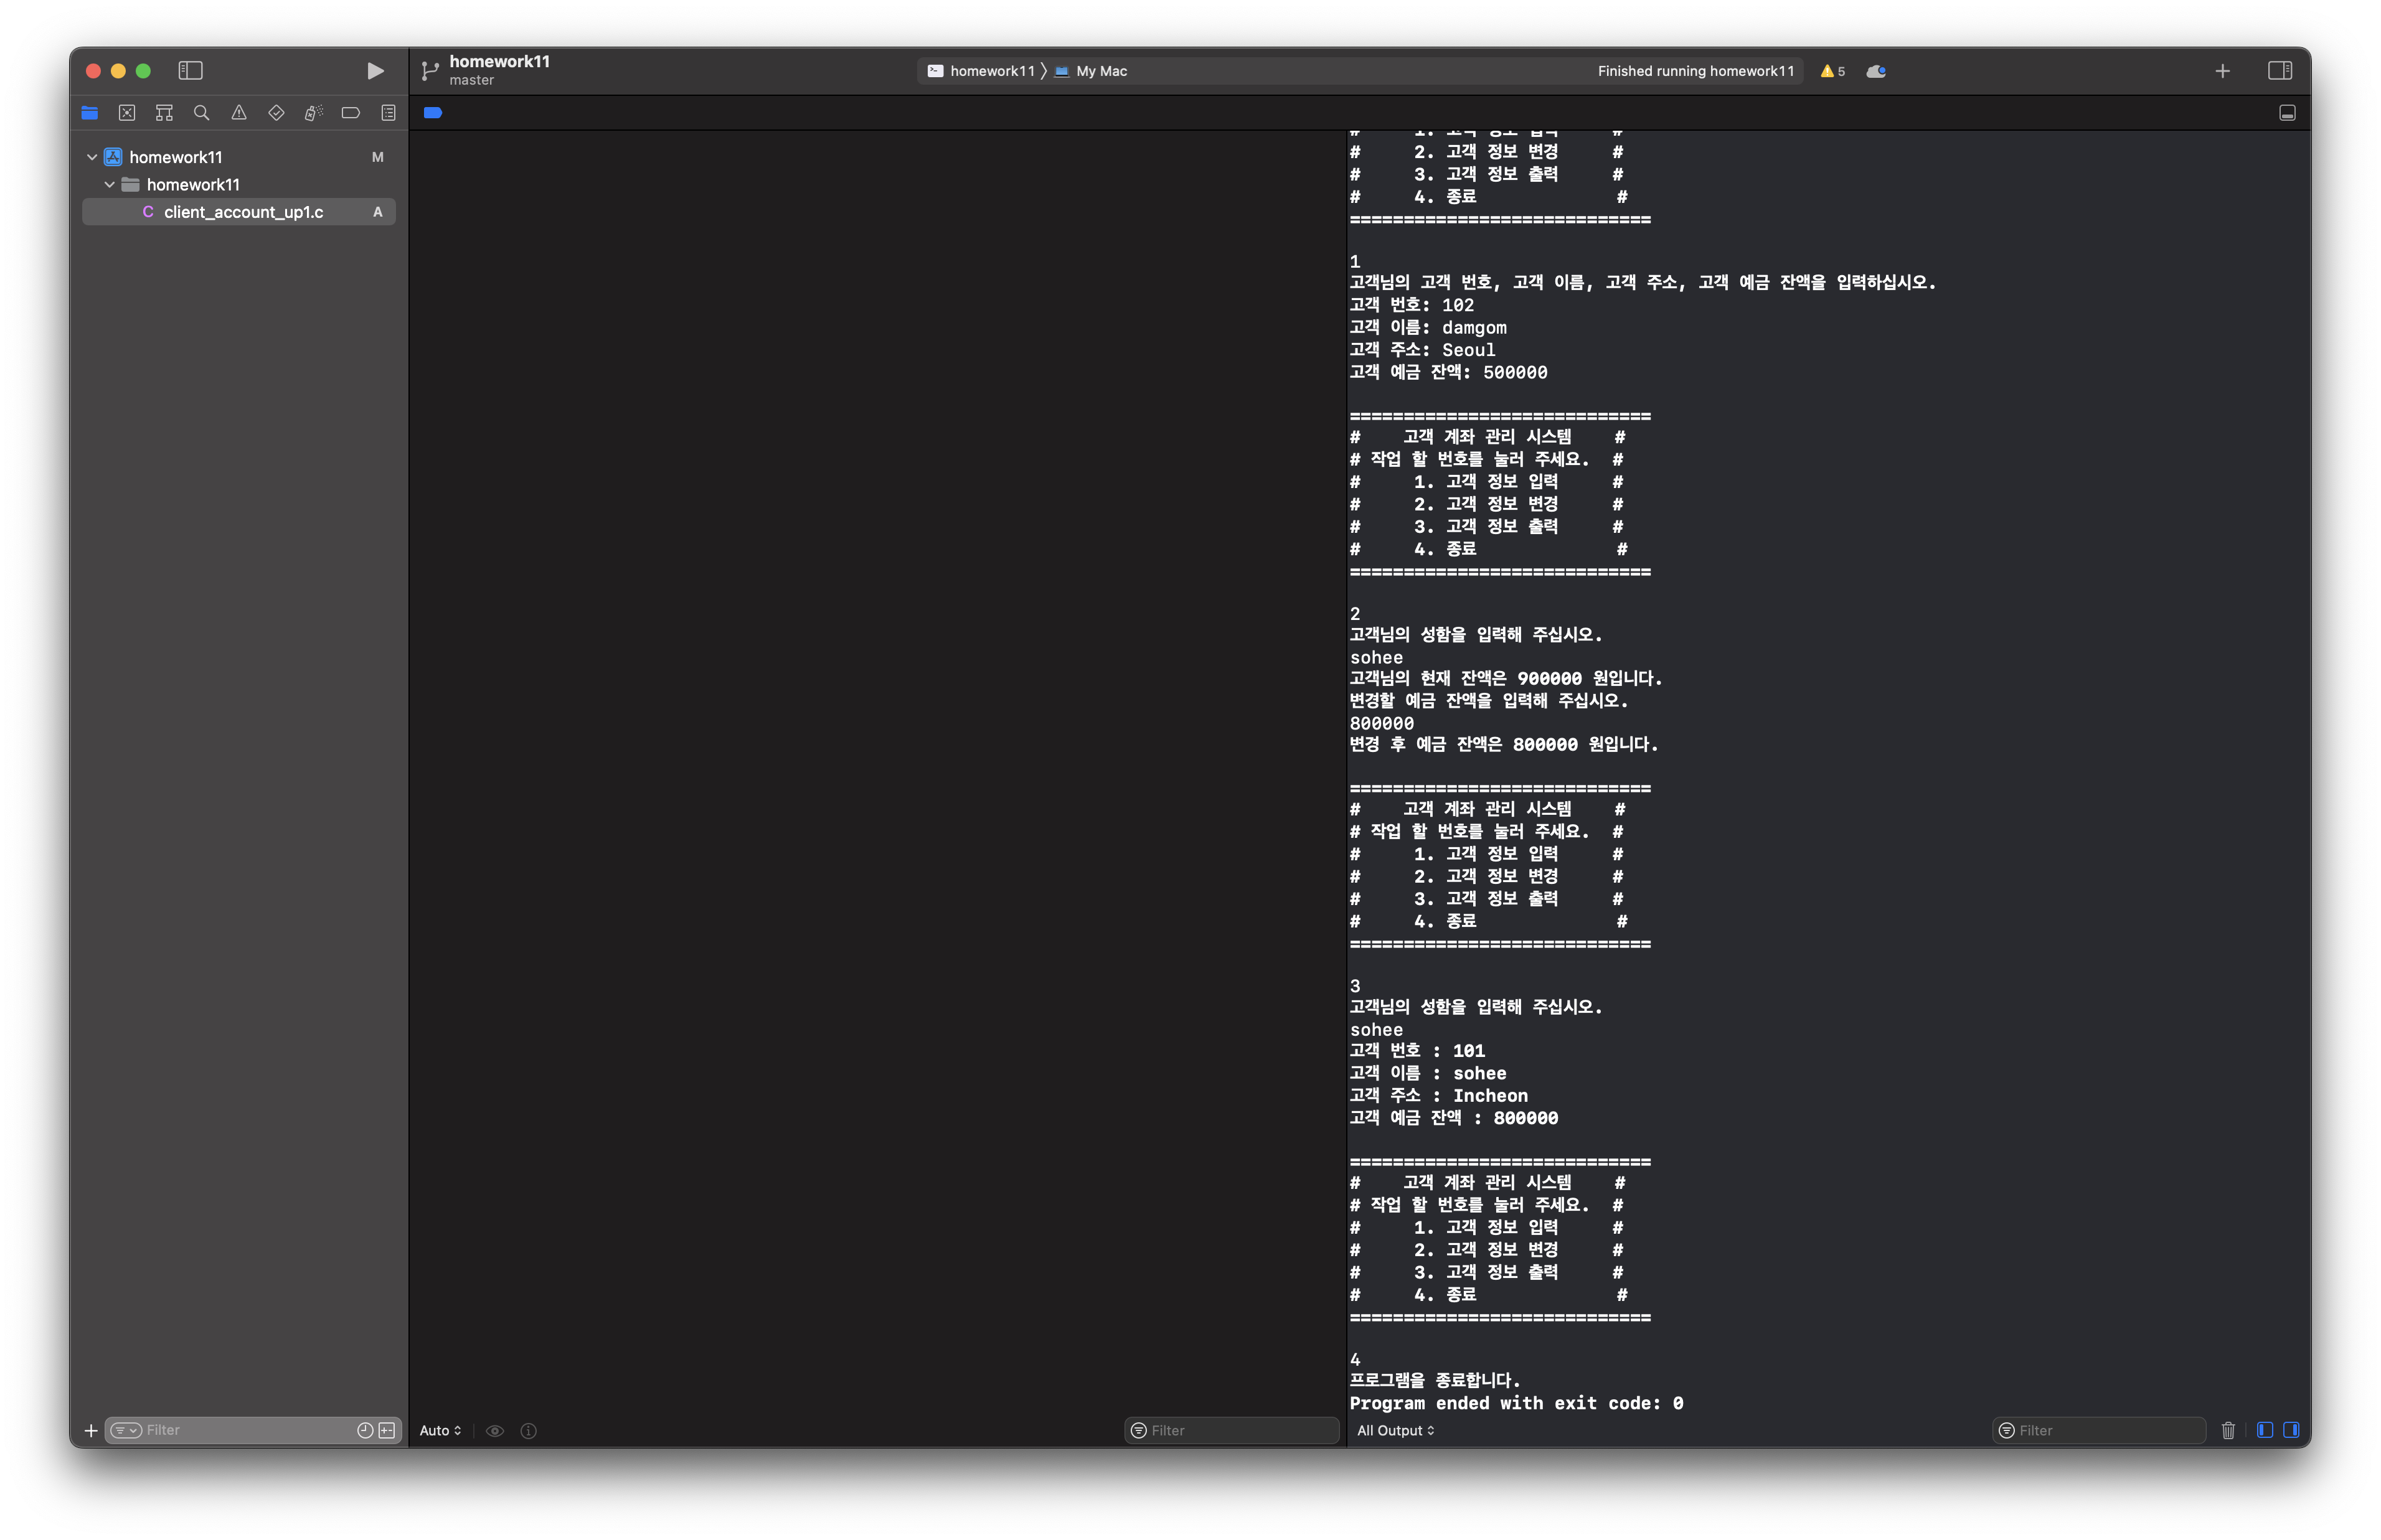 homework11
master
homework11 〉 My Mac
Finished running homework11
5
homework11 M
homework11
C client_account_up1.c A
# 1. 고객 정보 입력 #
# 2. 고객 정보 변경 #
# 3. 고객 정보 출력 #
# 4. 종료 #
============================
1
고객님의 고객 번호, 고객 이름, 고객 주소, 고객 예금 잔액을 입력하십시오.
고객 번호: 102
고객 이름: damgom
고객 주소: Seoul
고객 예금 잔액: 500000
============================
# 고객 계좌 관리 시스템 #
# 작업 할 번호를 눌러 주세요. #
# 1. 고객 정보 입력 #
# 2. 고객 정보 변경 #
# 3. 고객 정보 출력 #
# 4. 종료 #
============================
2
고객님의 성함을 입력해 주십시오.
sohee
고객님의 현재 잔액은 900000 원입니다.
변경할 예금 잔액을 입력해 주십시오.
800000
변경 후 예금 잔액은 800000 원입니다.
============================
# 고객 계좌 관리 시스템 #
# 작업 할 번호를 눌러 주세요. #
# 1. 고객 정보 입력 #
# 2. 고객 정보 변경 #
# 3. 고객 정보 출력 #
# 4. 종료 #
============================
3
고객님의 성함을 입력해 주십시오.
sohee
고객 번호 : 101
고객 이름 : sohee
고객 주소 : Incheon
고객 예금 잔액 : 800000
============================
# 고객 계좌 관리 시스템 #
# 작업 할 번호를 눌러 주세요. #
# 1. 고객 정보 입력 #
# 2. 고객 정보 변경 #
# 3. 고객 정보 출력 #
# 4. 종료 #
============================
4
프로그램을 종료합니다.
Program ended with exit code: 0
Filter
Auto
Filter
All Output
Filter